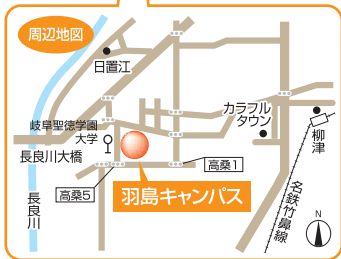 周辺地図
日置江
カラフル
タウン
岐阜聖徳学園
大学
柳津
長良川大橋
高桑1
高桑5
羽島キャンパス
長良川
名鉄竹鼻線
N